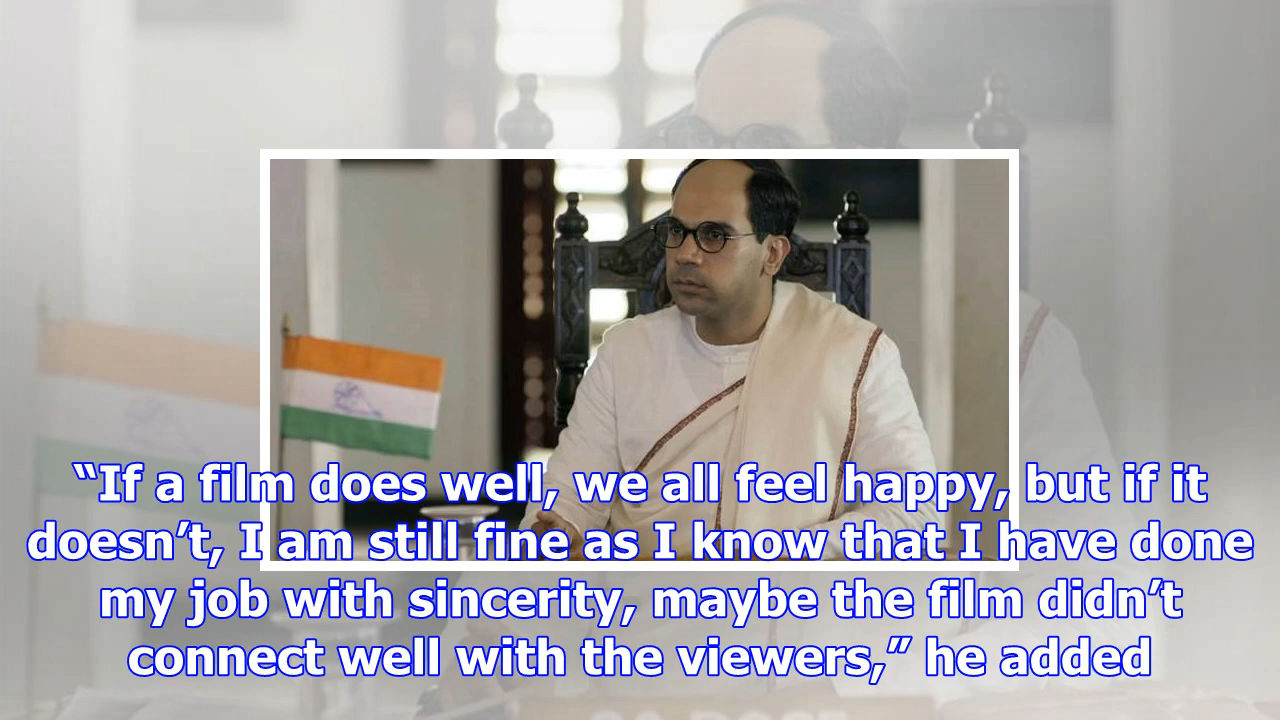 “If a film does well, we all feel happy, but if it
doesn’t, I am still fine as I know that I have done
my job with sincerity, maybe the film didn’t
connect well with the viewers,” he added